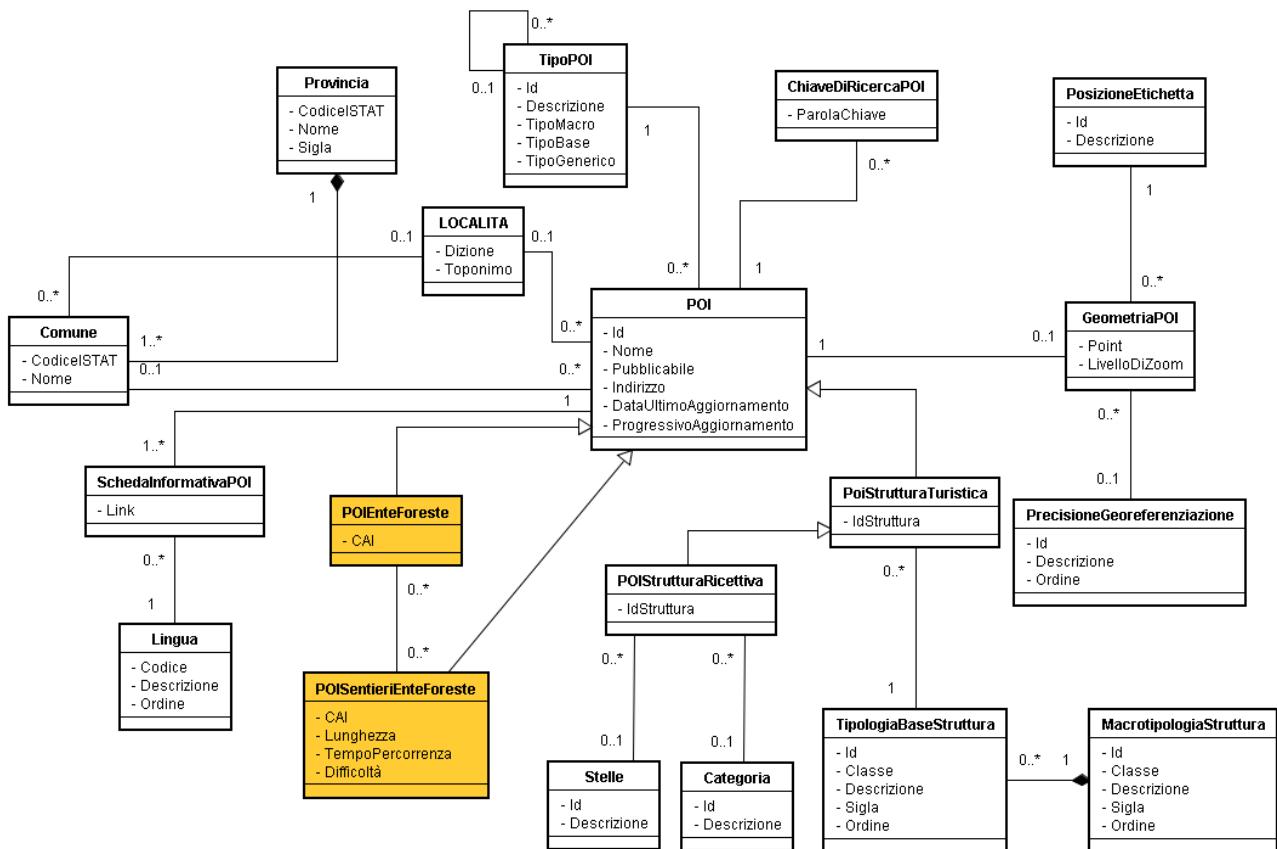 0..*
0..1
TipoPOI
- Id
- Descrizione
- TipoMacro
- TipoBase
- TipoGenerico
1
0..*
Provincia
- CodiceISTAT
- Nome
- Sigla
1
1..*
ChiaveDiRicercaPOI
- ParolaChiave
0..*
1
PosizioneEtichetta
- Id
- Descrizione
1
0..*
LOCALITA
- Dizione
- Toponimo
0..1
0..*
0..1
0..*
Comune
- CodiceISTAT
- Nome
0..1
0..*
POI
- Id
- Nome
- Pubblicabile
- Indirizzo
- DataUltimoAggiornamento
- ProgressivoAggiornamento
1
0..1
GeometriaPOI
- Point
- LivelloDiZoom
0..*
0..1
PrecisioneGeoreferenziazione
- Id
- Descrizione
- Ordine
1
1..*
SchedaInformativaPOI
- Link
0..*
1
Lingua
- Codice
- Descrizione
- Ordine
POIEnteForeste
- CAI
0..*
0..*
POISentieriEnteForeste
- CAI
- Lunghezza
- TempoPercorrenza
- Difficoltà
PoiStrutturaTuristica
- IdStruttura
0..*
1
POIStrutturaRicettiva
- IdStruttura
0..*
0..*
0..1
0..1
Stelle
- Id
- Descrizione
Categoria
- Id
- Descrizione
TipologiaBaseStruttura
- Id
- Classe
- Descrizione
- Sigla
- Ordine
0..*
1
MacrotipologiaStruttura
- Id
- Classe
- Descrizione
- Sigla
- Ordine